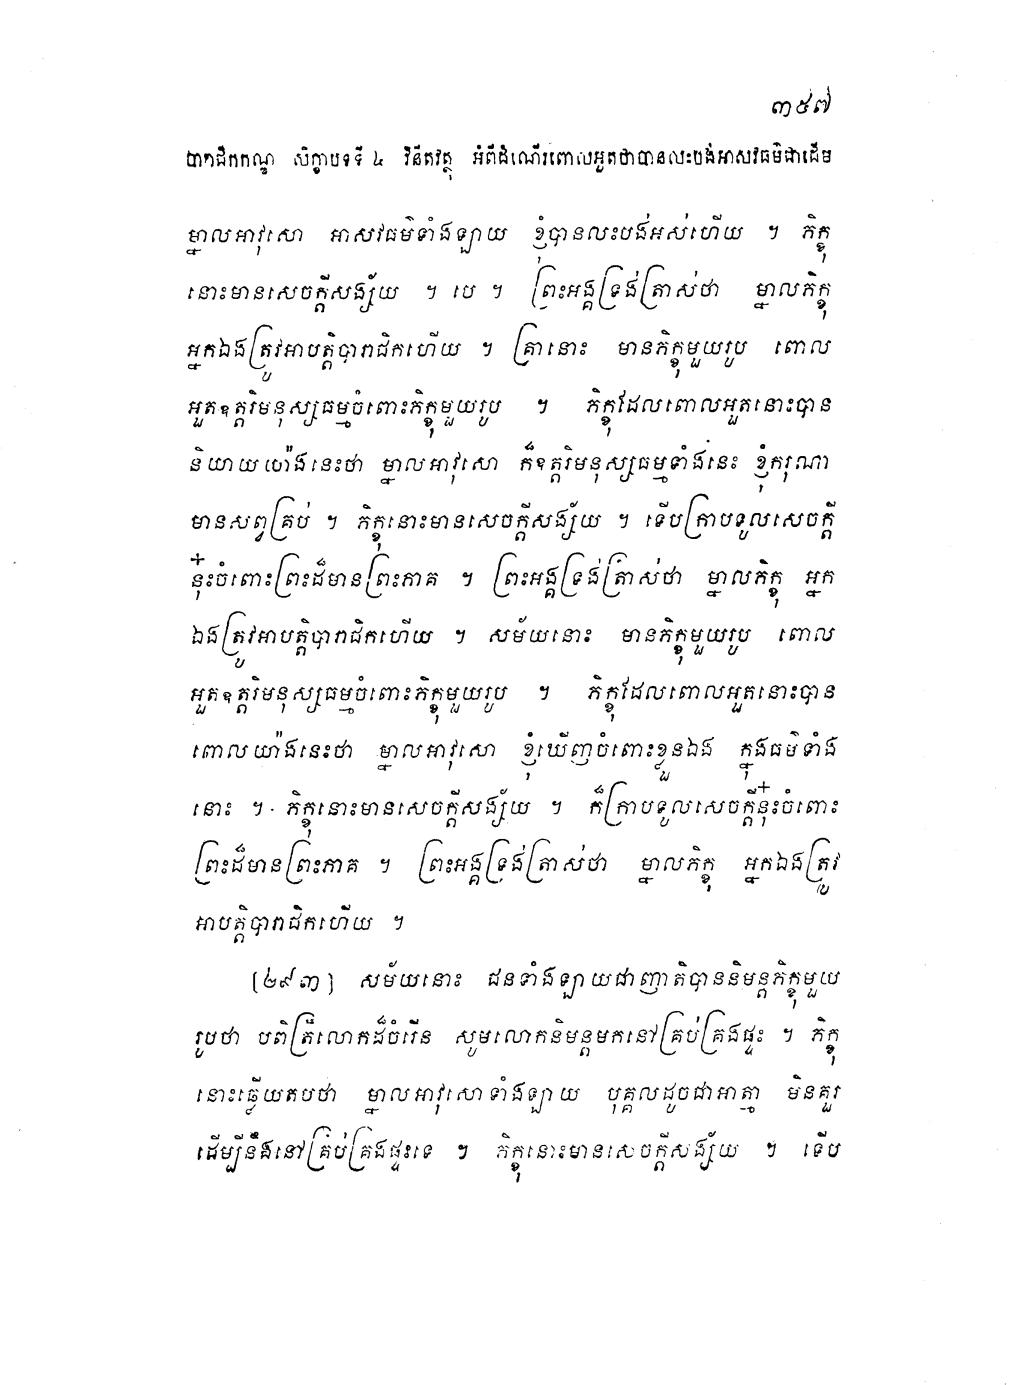 ៣៥៧
បារាជិកកណ្ឌ សិក្ខាបទទី ៤ វិនីតវត្ថុ អំពីដំណើរពោលអួតថាបានលះបង់អាសវធម៌ជាដើម
ម្នាលអាវុសោ អាសវធម៌ទាំងឡាយ ខ្ញុំបានលះបង់អស់ហើយ ។ ភិក្ខុ
នោះមានសេចក្តីសង្ស័យ ។ បេ ។ ព្រះអង្គទ្រង់ត្រាស់ថា ម្នាលភិក្ខុ
អ្នកឯងត្រូវអាបត្តិបារាជិកហើយ ។ គ្រានោះ មានភិក្ខុមួយរូប ពោល
អួតឧត្តរិមនុស្សធម្មចំពោះភិក្ខុមួយរូប ។ ភិក្ខុដែលពោលអួតនោះបាន
និយាយយ៉ាងនេះថា ម្នាលអាវុសោ ក៏ឧត្តរិមនុស្សធម្មទាំងនេះ ខ្ញុំករុណា
មានសព្វគ្រប់ ។ ភិក្ខុនោះមានសេចក្តីសង្ស័យ ។ ទើបក្រាបទូលសេចក្តី
នុ៎ះចំពោះព្រះដ៏មានព្រះភាគ ។ ព្រះអង្គទ្រង់ត្រាស់ថា ម្នាលភិក្ខុ អ្នក
ឯងត្រូវអាបត្តិបារាជិកហើយ ។ សម័យនោះ មានភិក្ខុមួយរូប ពោល
អួតឧត្តរិមនុស្សធម្មចំពោះភិក្ខុមួយរូប ។ ភិក្ខុដែលពោលអួតនោះបាន
ពោលយ៉ាងនេះថា ម្នាលអាវុសោ ខ្ញុំឃើញចំពោះខ្លួនឯង ក្នុងធម៌ទាំង
នោះ ។ ភិក្ខុនោះមានសេចក្តីសង្ស័យ ។ ក៏ក្រាបទូលសេចក្តីនុ៎ះចំពោះ
ព្រះដ៏មានព្រះភាគ ។ ព្រះអង្គទ្រង់ត្រាស់ថា ម្នាលភិក្ខុ អ្នកឯងត្រូវ
អាបត្តិបារាជិកហើយ ។
[២៩៣] សម័យនោះ ជនទាំងឡាយជាញាតិបាននិមន្តភិក្ខុមួយ
រូបថា បពិត្រលោកដ៏ចំរើន សូមលោកនិមន្តមកនៅគ្រប់គ្រងផ្ទះ ។ ភិក្ខុ
នោះឆ្លើយតបថា ម្នាលអាវុសោទាំងឡាយ បុគ្គលដូចជាអាត្មា មិនគួរ
ដើម្បីនឹងនៅគ្រប់គ្រងផ្ទះទេ ។ ភិក្ខុនោះមានសេចក្តីសង្ស័យ ។ ទើប